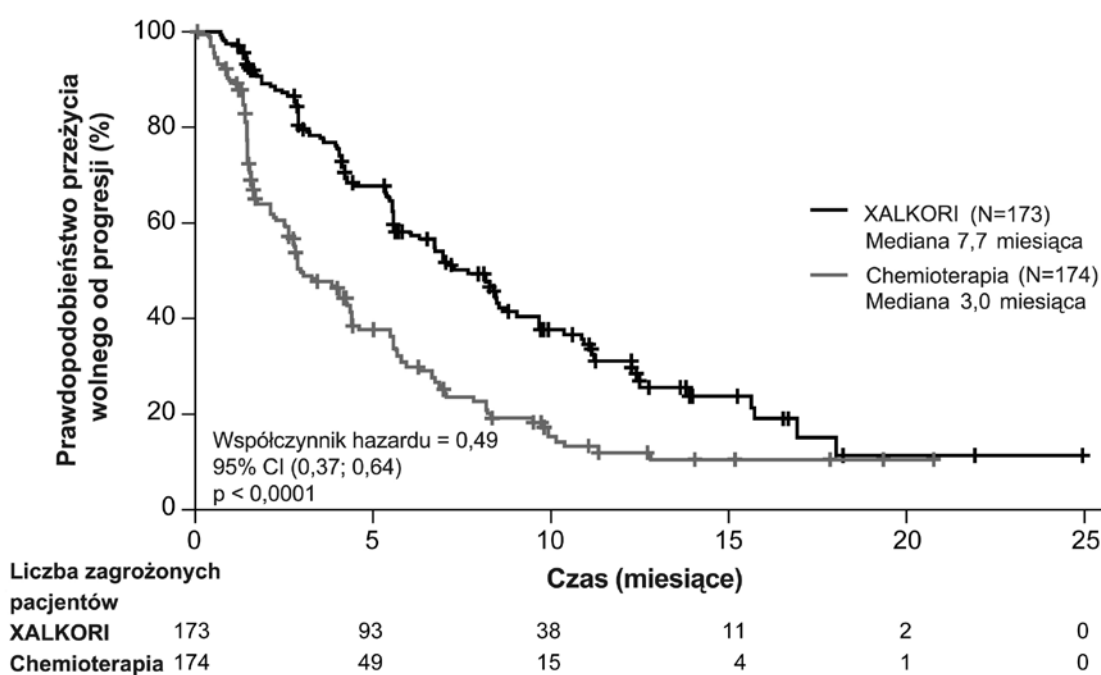 Prawdopodobieństwo przeżycia
wolnego od progresji (%)
100
80
60
40
20
0
XALKORI (N=173)
Mediana 7,7 miesiąca
Chemioterapia (N=174)
Mediana 3,0 miesiąca
Współczynnik hazardu = 0,49
95% CI (0,37; 0,64)
p < 0,0001
0 5 10 15 20 25
Czas (miesiące)
Liczba zagrożonych
pacjentów
XALKORI 173 93 38 11 2 0
Chemioterapia 174 49 15 4 1 0